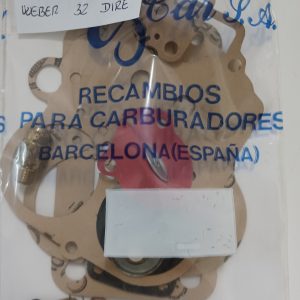 WEBER 32 DIRE
S.A.
RECAMBIOS
PARA CARBURADORES
BARCELONA (ESPAÑA)